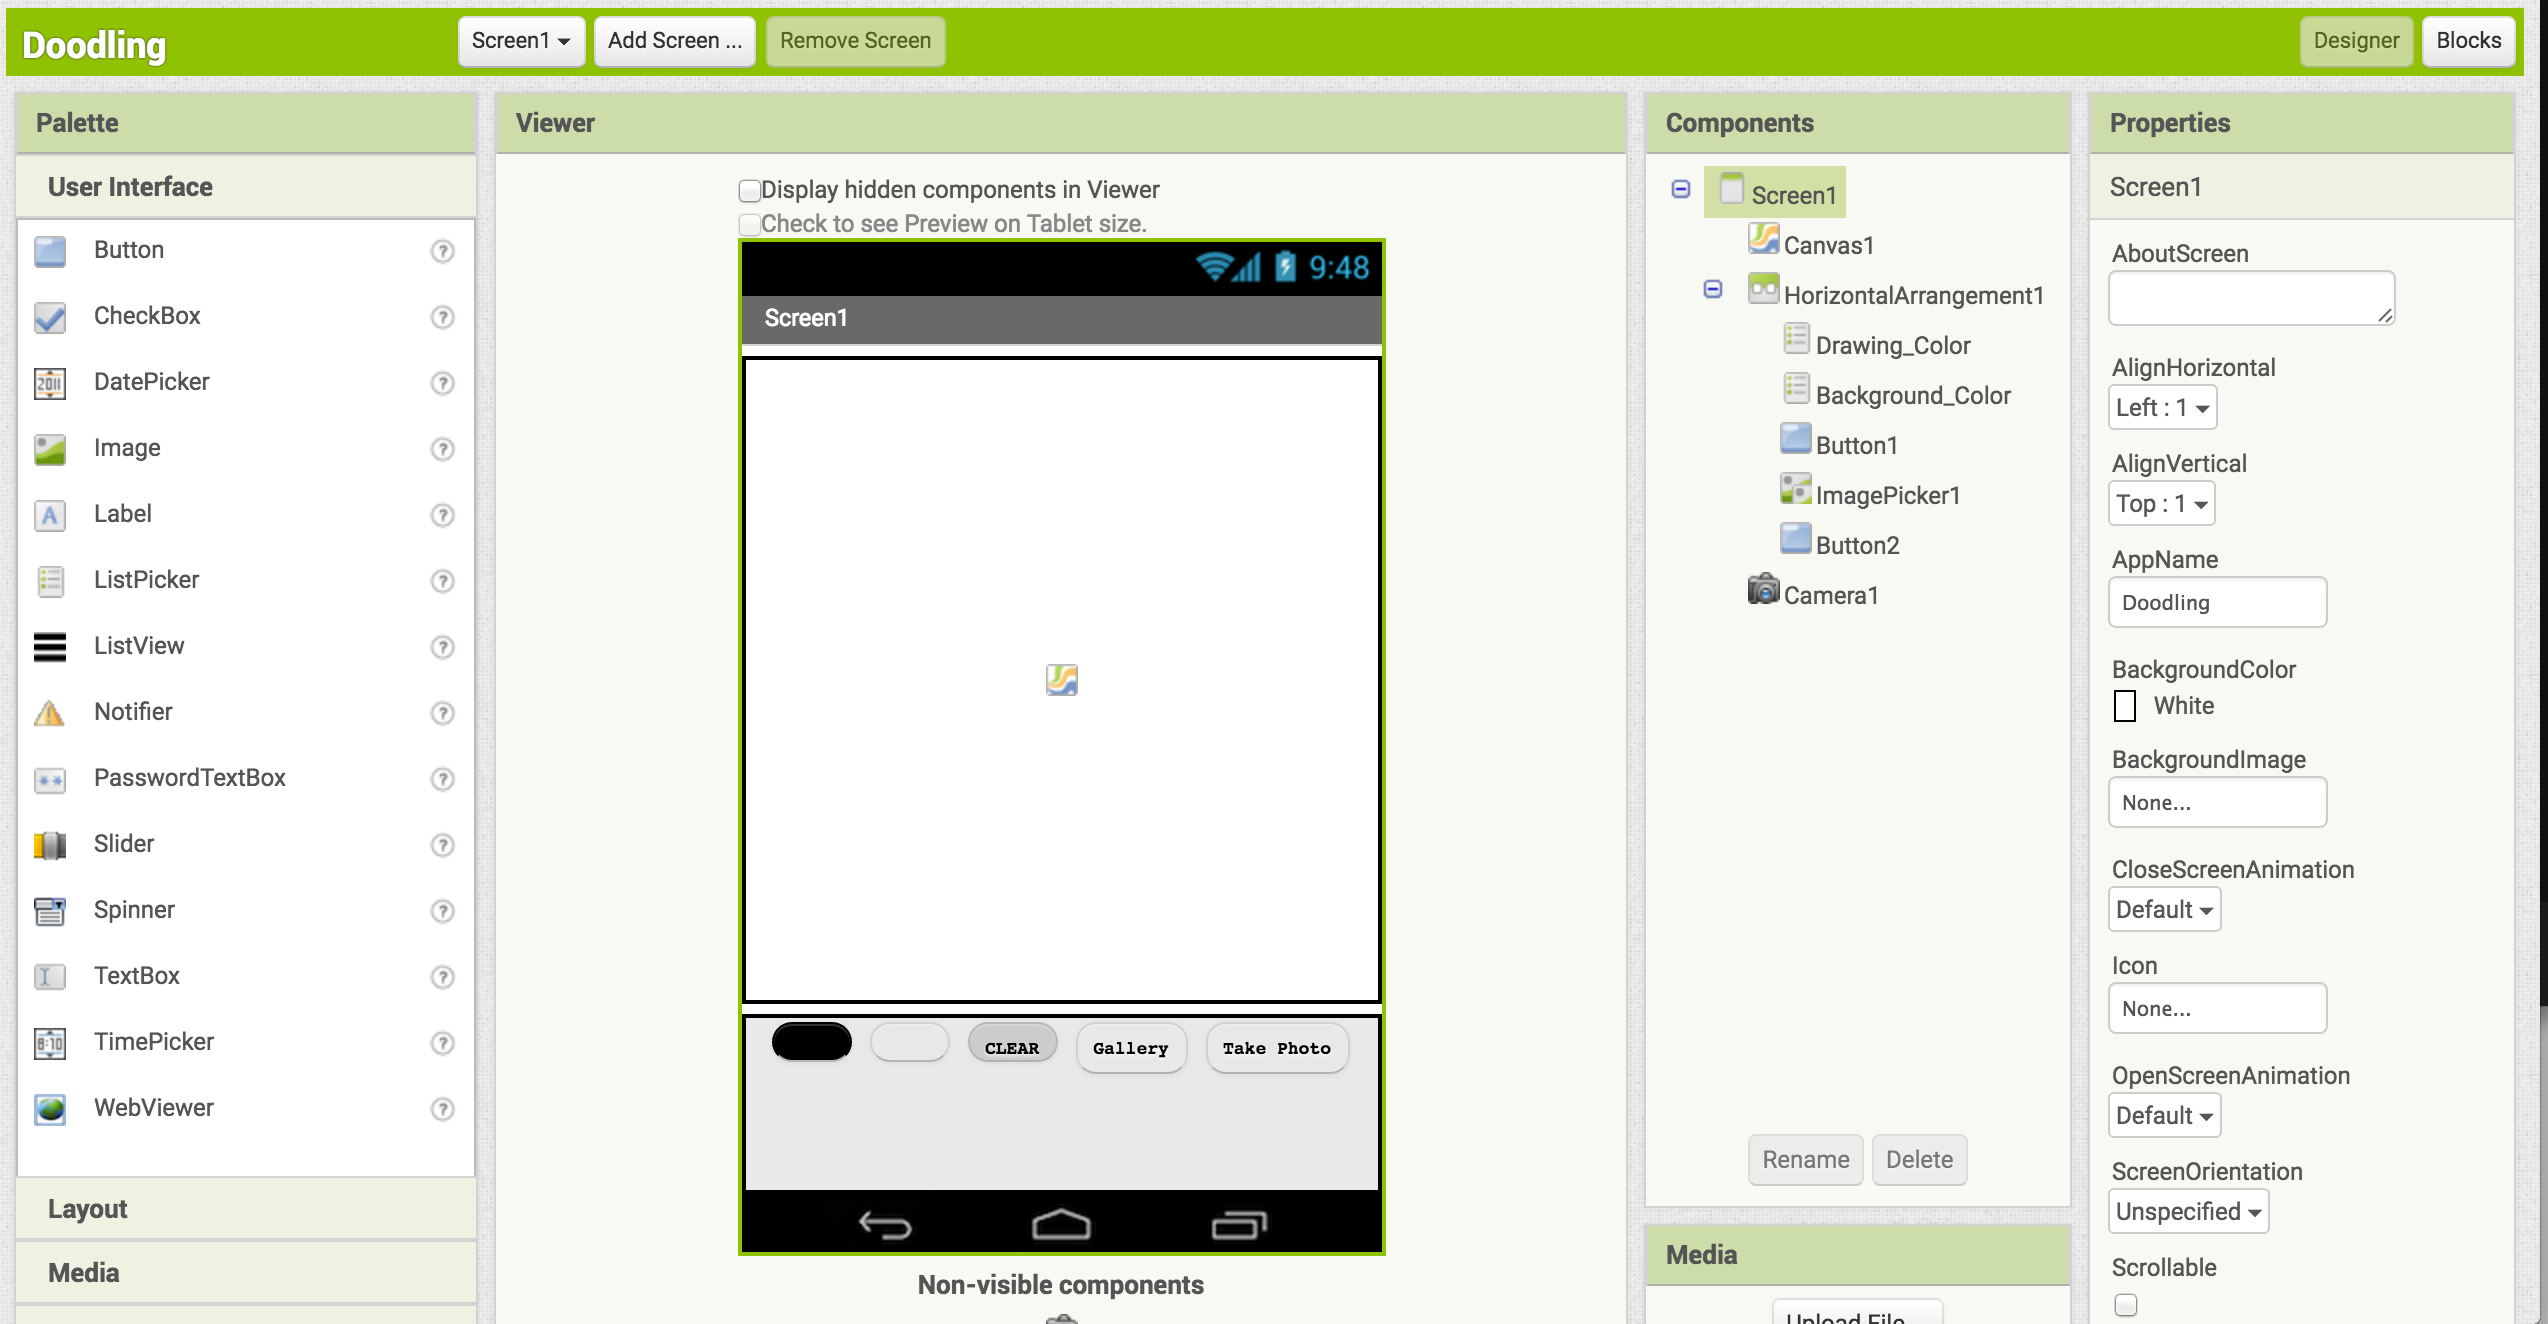 Doodling
Screen1 Add Screen ... Remove Screen Designer Blocks
Palette
User Interface
Button
CheckBox
DatePicker
Image
Label
ListPicker
ListView
Notifier
PasswordTextBox
Slider
Spinner
TextBox
TimePicker
WebViewer
Layout
Media
Viewer
Display hidden components in Viewer
Check to see Preview on Tablet size.
9:48
Screen1
CLEAR Gallery Take Photo
Non-visible components
Components
Screen1
Canvas1
HorizontalArrangement1
Drawing_Color
Background_Color
Button1
ImagePicker1
Button2
Camera1
Rename Delete
Media
Upload File
Properties
Screen1
AboutScreen
AlignHorizontal
Left : 1
AlignVertical
Top : 1
AppName
Doodling
BackgroundColor
White
BackgroundImage
None...
CloseScreenAnimation
Default
Icon
None...
OpenScreenAnimation
Default
ScreenOrientation
Unspecified
Scrollable